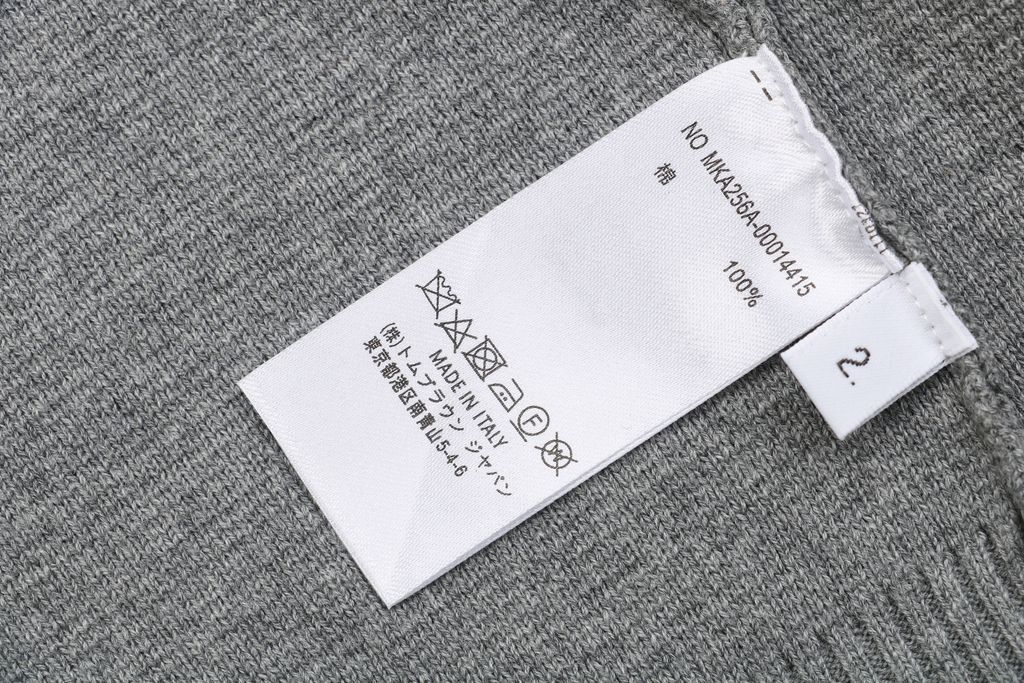 NO MKA256A-00014415
棉 100%
F W
MADE IN ITALY
(株)トムブラウン ジャパン
東京都港区南青山5-4-6
2.